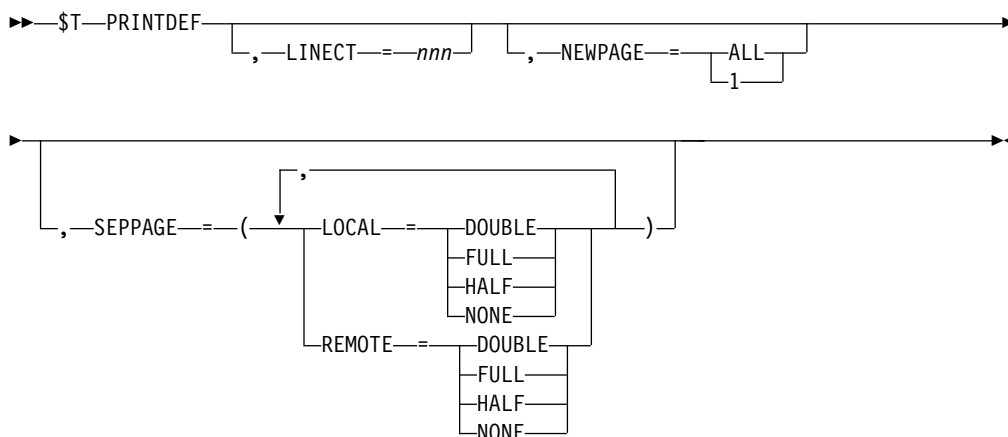 $T PRINTDEF
, LINECT = nnn , NEWPAGE = ALL
1
,
, SEPPAGE = ( LOCAL = DOUBLE )
FULL
HALF
NONE
REMOTE = DOUBLE
FULL
HALF
NONE